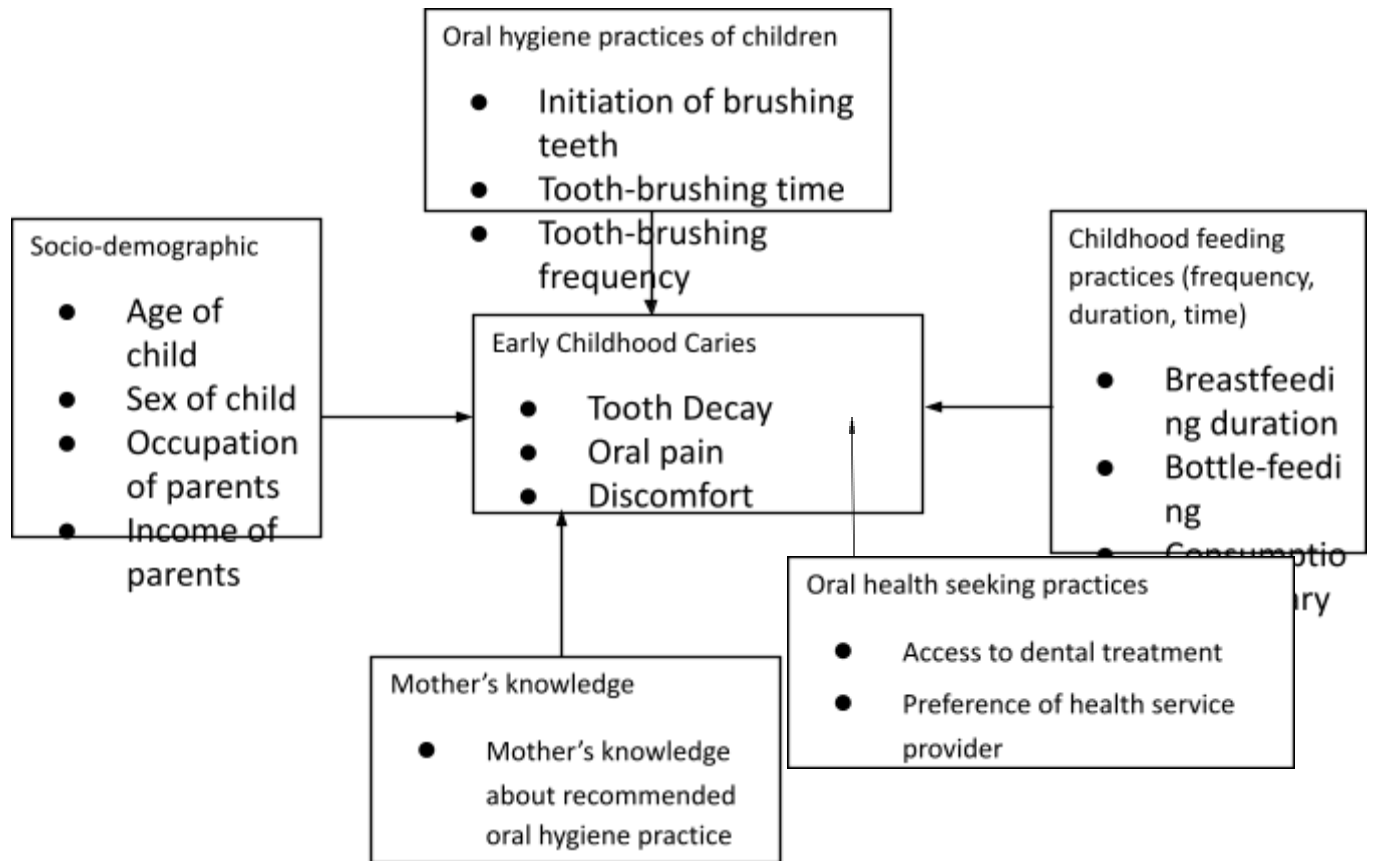 Oral hygiene practices of children
● Initiation of brushing
teeth
● Tooth-brushing time
● Tooth-brushing
frequency
Socio-demographic
● Age of
child
● Sex of child
● Occupation
of parents
● Income of
parents
Early Childhood Caries
● Tooth Decay
● Oral pain
● Discomfort
Childhood feeding
practices (frequency,
duration, time)
● Breastfeedi
ng duration
● Bottle-feedi
ng
● Consumptio
Mother’s knowledge
● Mother’s knowledge
about recommended
oral hygiene practice
Oral health seeking practices
● Access to dental treatment
● Preference of health service
provider